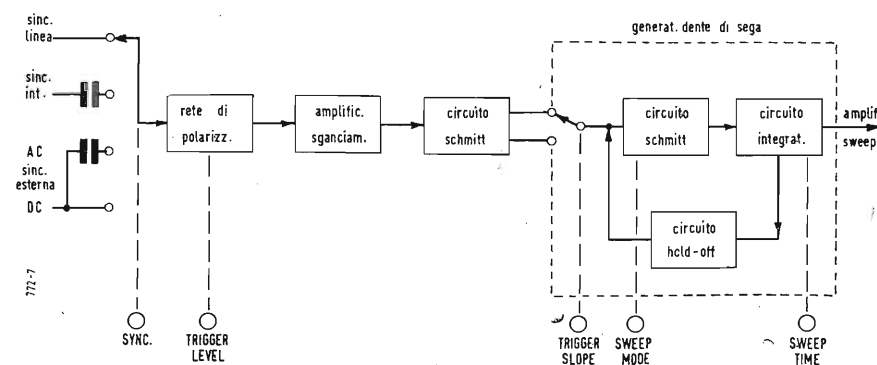 generat. dente di sega
sinc.
linea
sinc.
int.
AC
sinc.
esterna
DC
rete di
polarizz.
amplific.
sganciam.
circuito
schmitt
circuito
schmitt
circuito
integrat.
amplif
sweep
circuito
hold-off
772-7
SYNC.
TRIGGER
LEVEL
TRIGGER
SLOPE
SWEEP
MODE
SWEEP
TIME